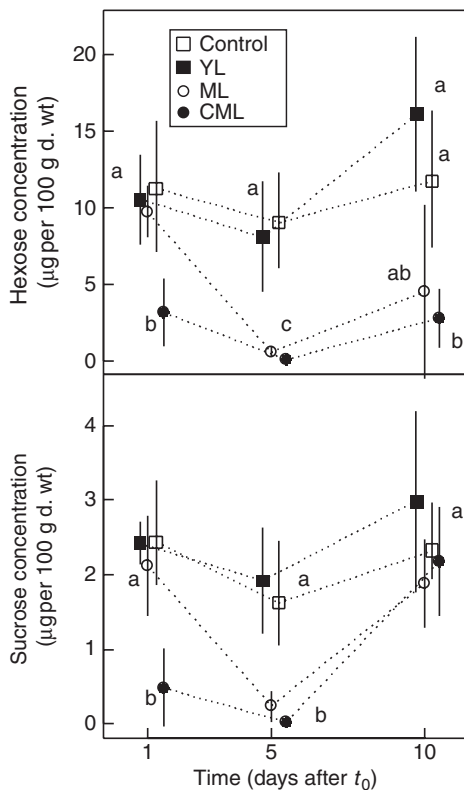 Control
YL
ML
CML
Hexose concentration
(µg per 100 g d. wt)
20
15
10
5
0
a
a
a
a
b
c
ab
b
Sucrose concentration
(µg per 100 g d. wt)
4
3
2
1
0
a
a
a
b
b
1
5
10
Time (days after t0)